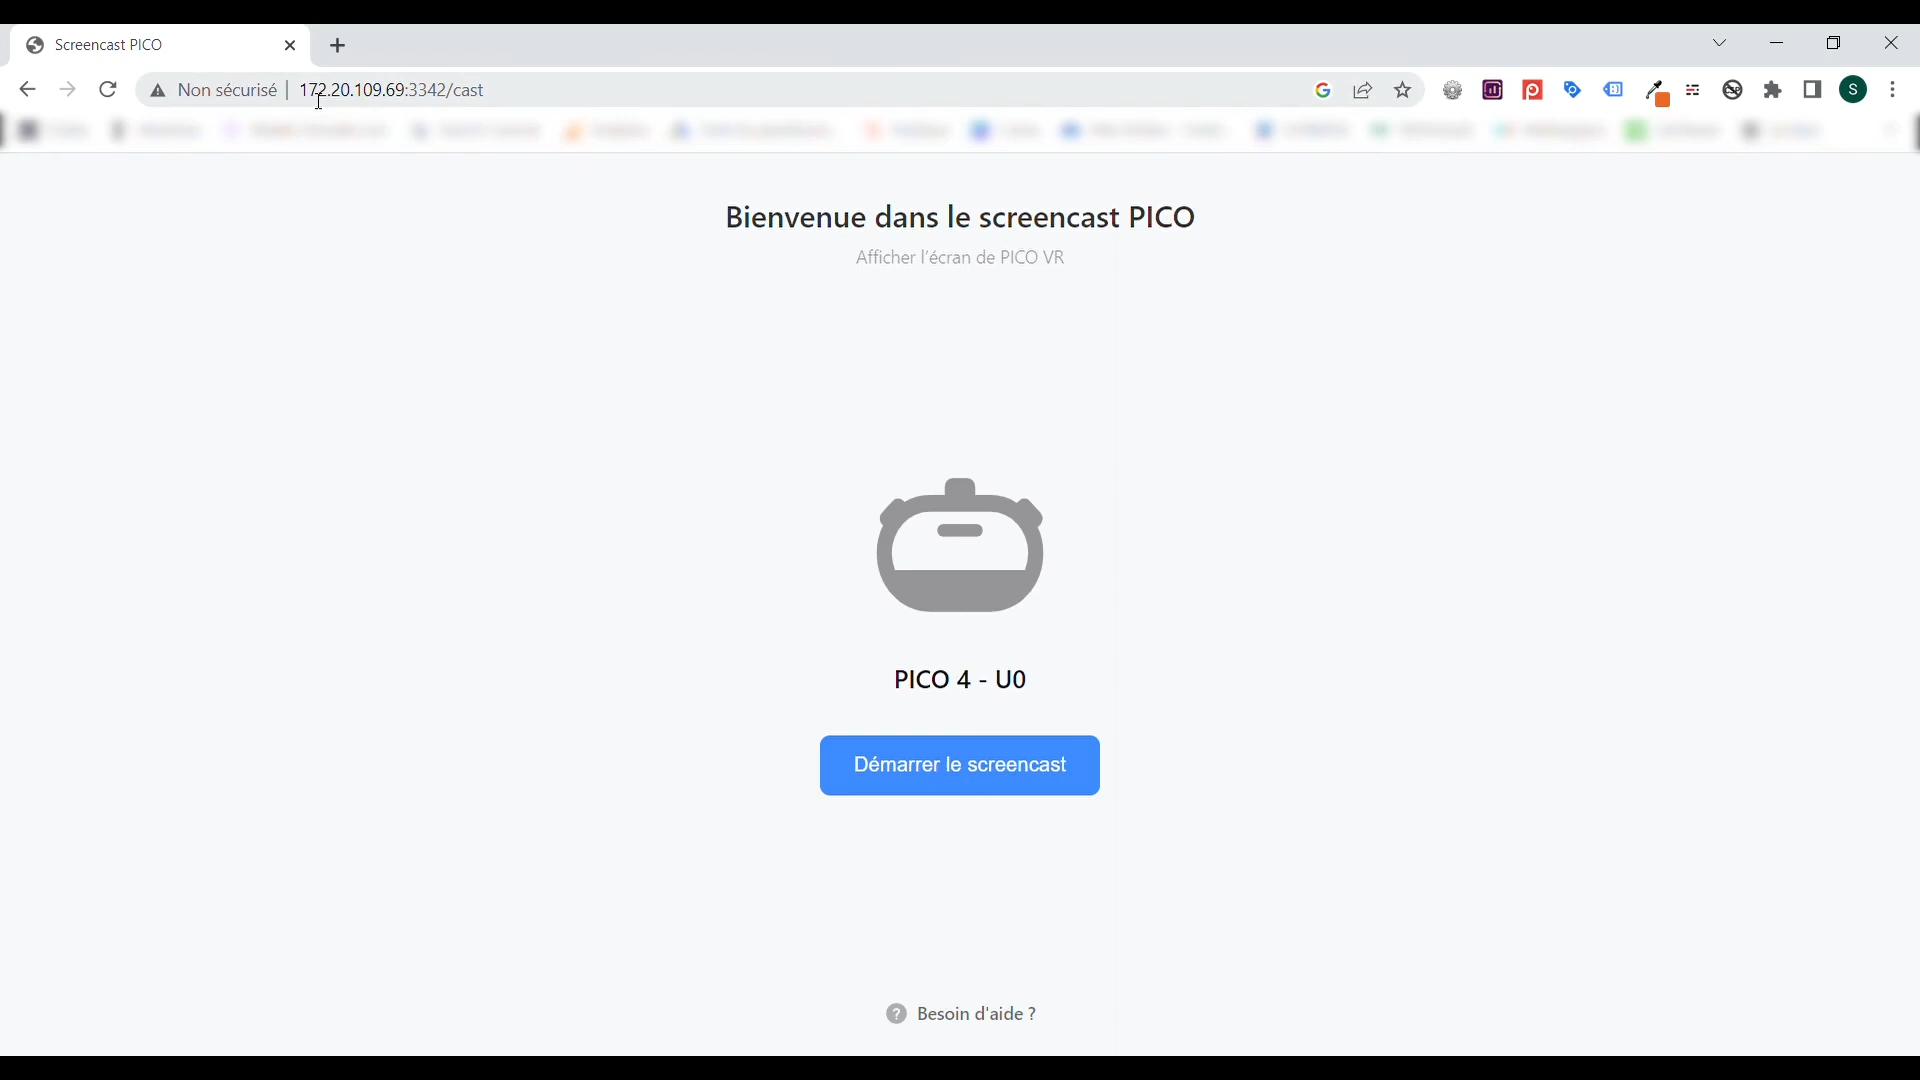 Screencast PICO
Non sécurisé 172.20.109.69:3342/cast
S
Bienvenue dans le screencast PICO
Afficher l'écran de PICO VR
PICO 4 - U0
Démarrer le screencast
? Besoin d'aide ?